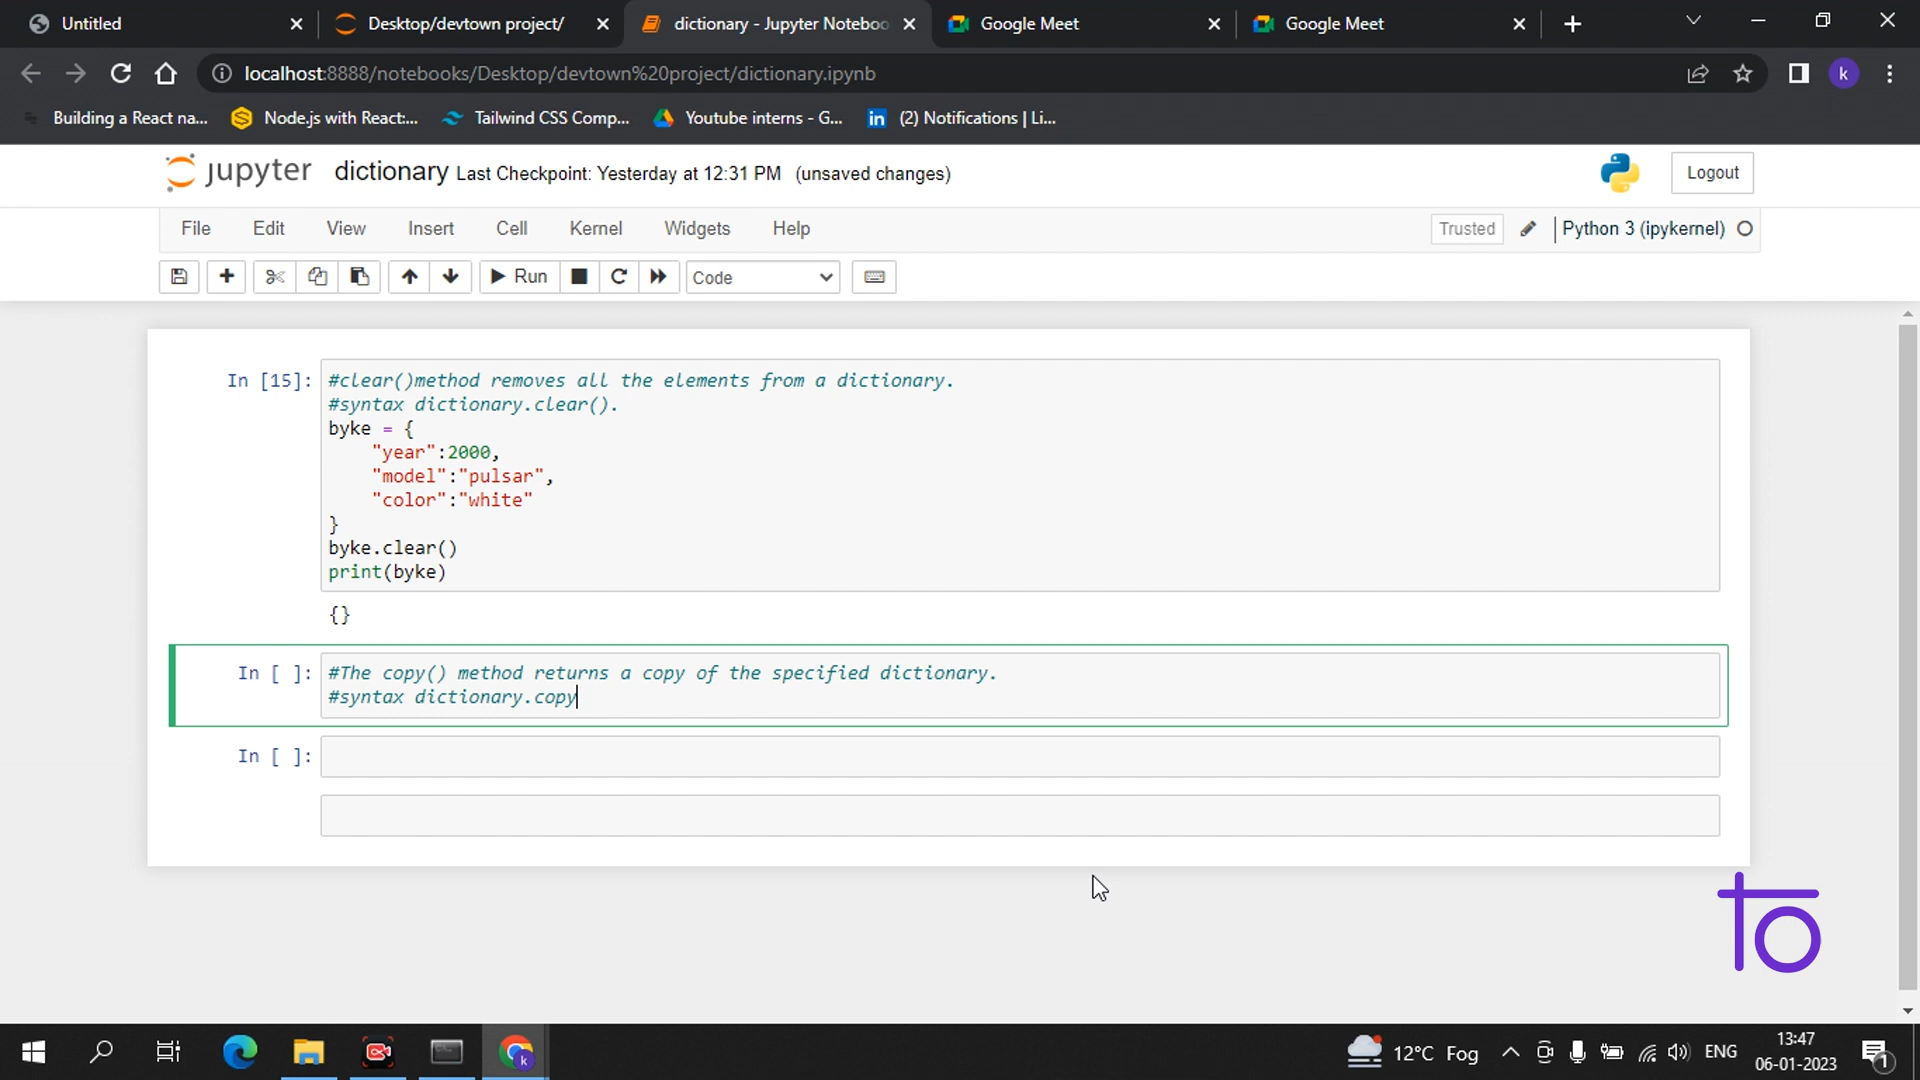 Untitled
Desktop/devtown project/
dictionary - Jupyter Noteboo
Google Meet
Google Meet
localhost:8888/notebooks/Desktop/devtown%20project/dictionary.ipynb
k
Building a React na...
Node.js with React:...
Tailwind CSS Comp...
Youtube interns - G...
(2) Notifications | Li...
jupyter dictionary Last Checkpoint: Yesterday at 12:31 PM (unsaved changes)
Logout
File Edit View Insert Cell Kernel Widgets Help
Trusted
Python 3 (ipykernel)
Run
Code
In [15]: #clear()method removes all the elements from a dictionary.
#syntax dictionary.clear().
byke = {
"year":2000,
"model":"pulsar",
"color":"white"
}
byke.clear()
print(byke)
{}
In [ ]: #The copy() method returns a copy of the specified dictionary.
#syntax dictionary.copy
In [ ]:
to
12°C Fog
ENG
13:47
06-01-2023
1